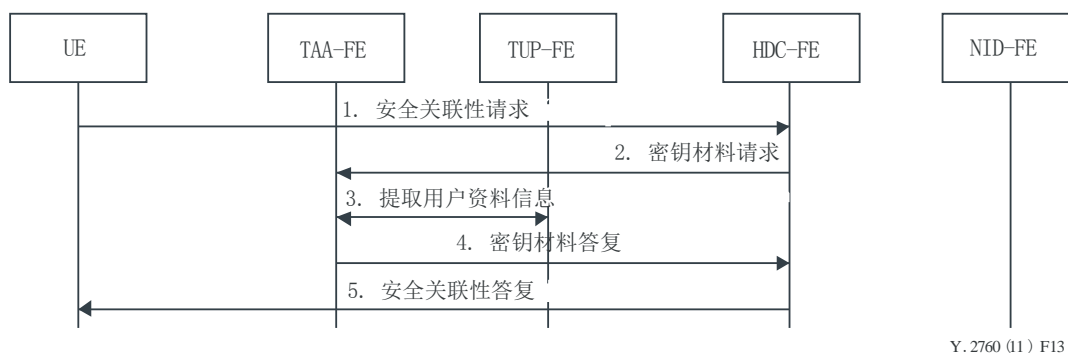 UE TAA-FE TUP-FE HDC-FE NID-FE
1. 安全关联性请求
2. 密钥材料请求
3. 提取用户资料信息
4. 密钥材料答复
5. 安全关联性答复
Y.2760(11)F13